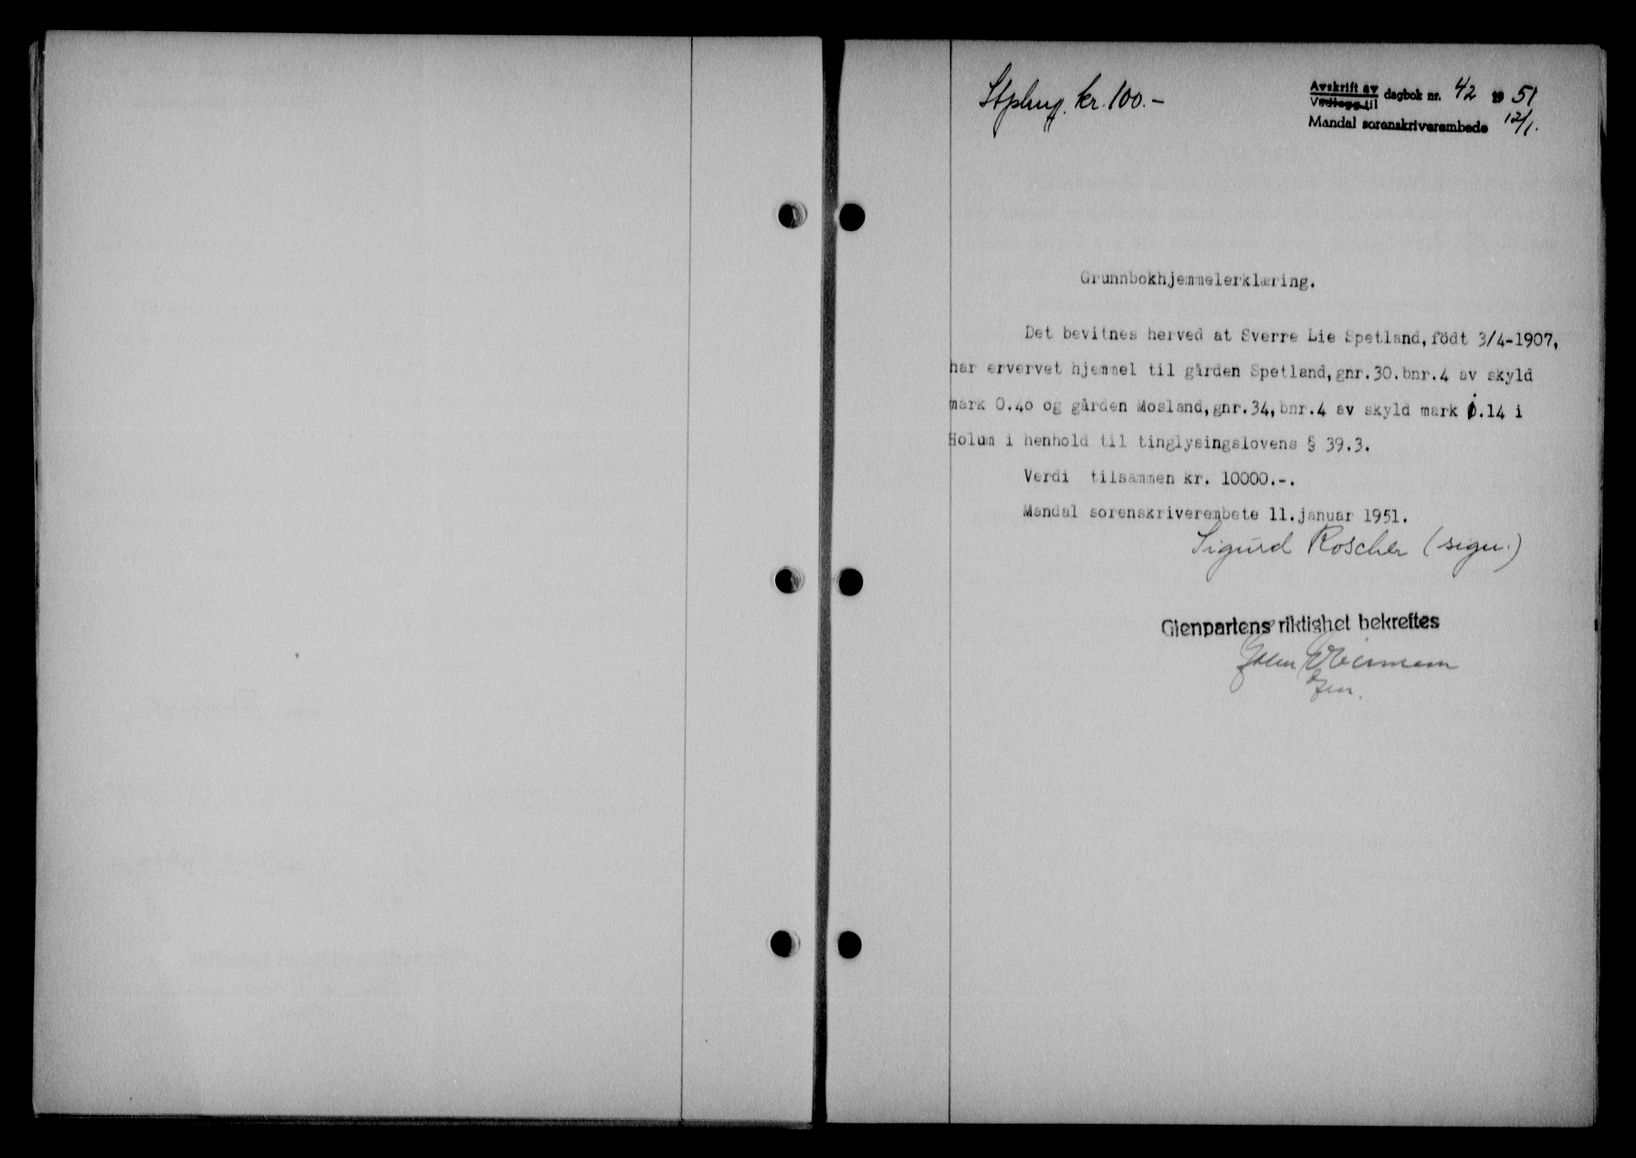 Stplmrg. kr. 100.-
Avskrift av dagbok nr. 42 19 51
Vedlegg til
Mandal sorenskriverembede 12/1.
Grunnbokhjemmelerklæring.
Det bevitnes herved at Sverre Lie Spetland, födt 3/4-1907,
har ervervet hjemmel til gården Spetland, gnr. 30. bnr. 4 av skyld
mark 0.40 og gården Mosland, gnr. 34, bnr. 4 av skyld mark 0.14 i
Holum i henhold til tinglysingslovens § 39.3.
Verdi tilsammen kr. 10000.-.
Mandal sorenskriverembete 11. januar 1951.
Sigurd Roscher (sign.)
Gjenpartens riktighet bekreftes